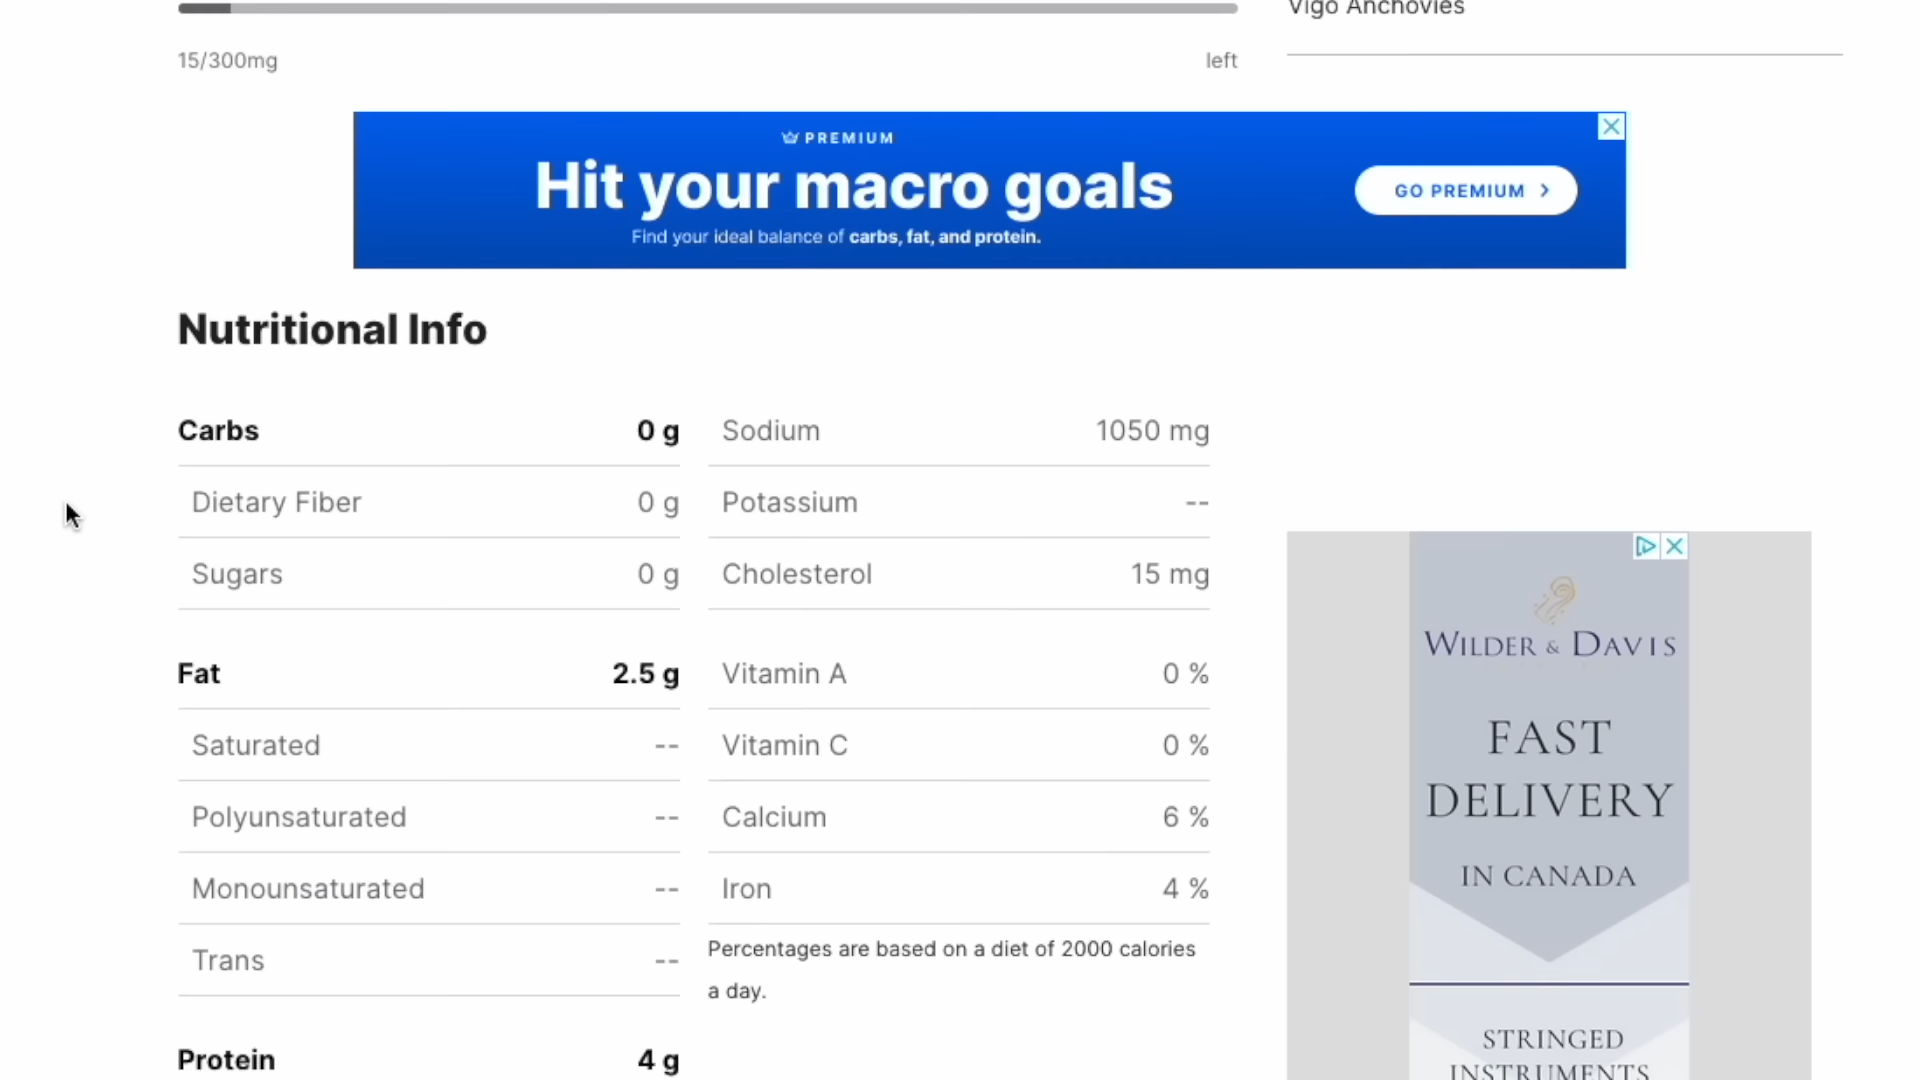 Vigo Anchovies
15/300mg left
PREMIUM
Hit your macro goals
Find your ideal balance of carbs, fat, and protein.
GO PREMIUM
Nutritional Info
Carbs 0 g
Dietary Fiber 0 g
Sugars 0 g
Fat 2.5 g
Saturated --
Polyunsaturated --
Monounsaturated --
Trans --
Protein 4 g
Sodium 1050 mg
Potassium --
Cholesterol 15 mg
Vitamin A 0 %
Vitamin C 0 %
Calcium 6 %
Iron 4 %
Percentages are based on a diet of 2000 calories
a day.
WILDER & DAVIS
FAST
DELIVERY
IN CANADA
STRINGED
INSTRUMENTS